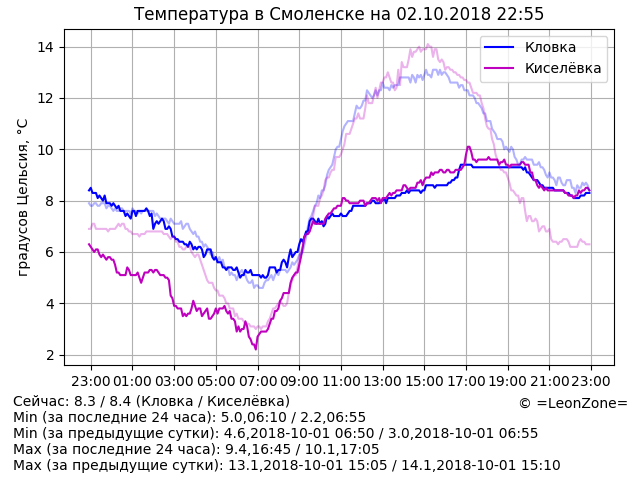 Температура в Смоленске на 02.10.2018 22:55
14
12
10
8
6
4
2
градусов Цельсия, °C
Кловка
Киселёвка
23:00 01:00 03:00 05:00 07:00 09:00 11:00 13:00 15:00 17:00 19:00 21:00 23:00
Сейчас: 8.3 / 8.4 (Кловка / Киселёвка)
© =LeonZone=
Min (за последние 24 часа): 5.0,06:10 / 2.2,06:55
Min (за предыдущие сутки): 4.6,2018-10-01 06:50 / 3.0,2018-10-01 06:55
Max (за последние 24 часа): 9.4,16:45 / 10.1,17:05
Max (за предыдущие сутки): 13.1,2018-10-01 15:05 / 14.1,2018-10-01 15:10